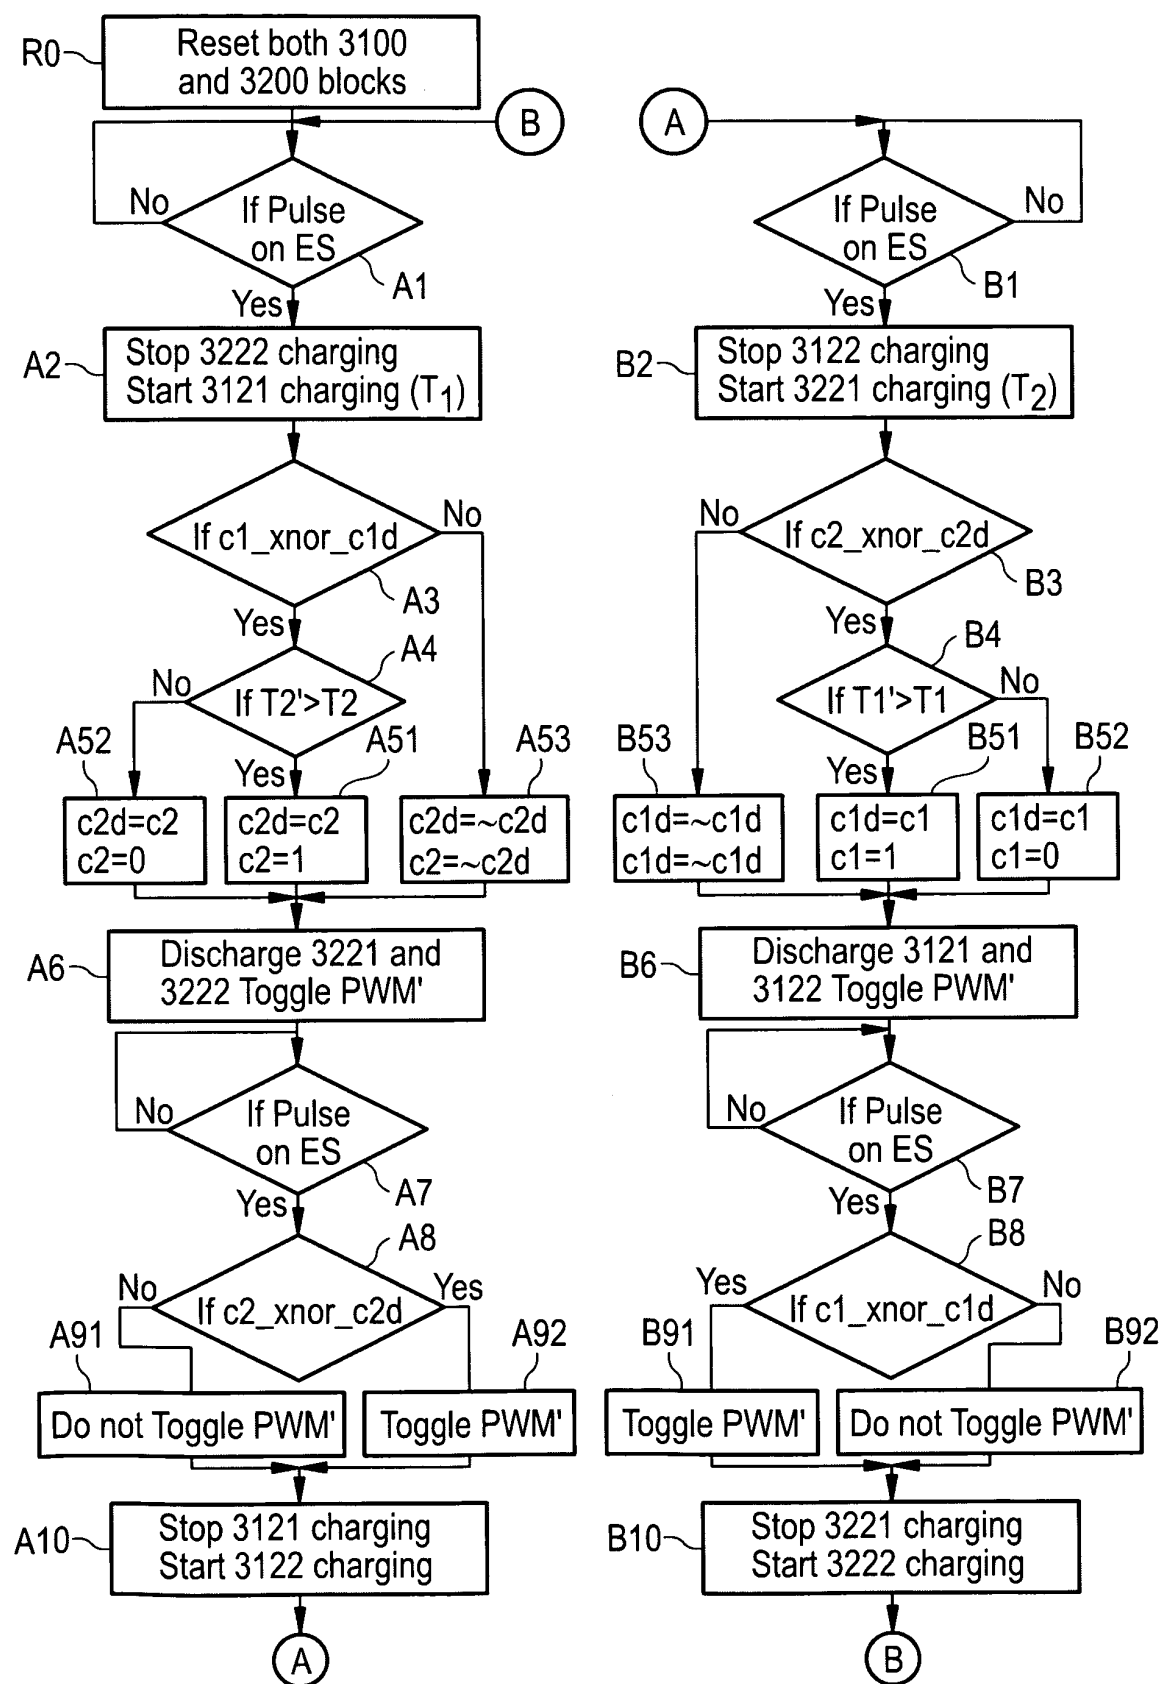 R0
Reset both 3100
and 3200 blocks
B
No
If Pulse
on ES
A1
Yes
A2
Stop 3222 charging
Start 3121 charging (T1)
If c1_xnor_c1d
No
A3
Yes
A4
No
If T2'>T2
A52
A51
A53
Yes
c2d=c2
c2=0
c2d=c2
c2=1
c2d=~c2d
c2=~c2d
A6
Discharge 3221 and
3222 Toggle PWM'
No
If Pulse
on ES
A7
Yes
A8
No
Yes
If c2_xnor_c2d
A91
A92
Do not Toggle PWM'
Toggle PWM'
A10
Stop 3121 charging
Start 3122 charging
A
A
If Pulse
on ES
No
B1
Yes
B2
Stop 3122 charging
Start 3221 charging (T2)
No
If c2_xnor_c2d
B3
Yes
B4
If T1'>T1
No
B53
B51
B52
Yes
c1d=~c1d
c1d=~c1d
c1d=c1
c1=1
c1d=c1
c1=0
B6
Discharge 3121 and
3122 Toggle PWM'
No
If Pulse
on ES
B7
Yes
B8
Yes
No
If c1_xnor_c1d
B91
B92
Toggle PWM'
Do not Toggle PWM'
B10
Stop 3221 charging
Start 3222 charging
B